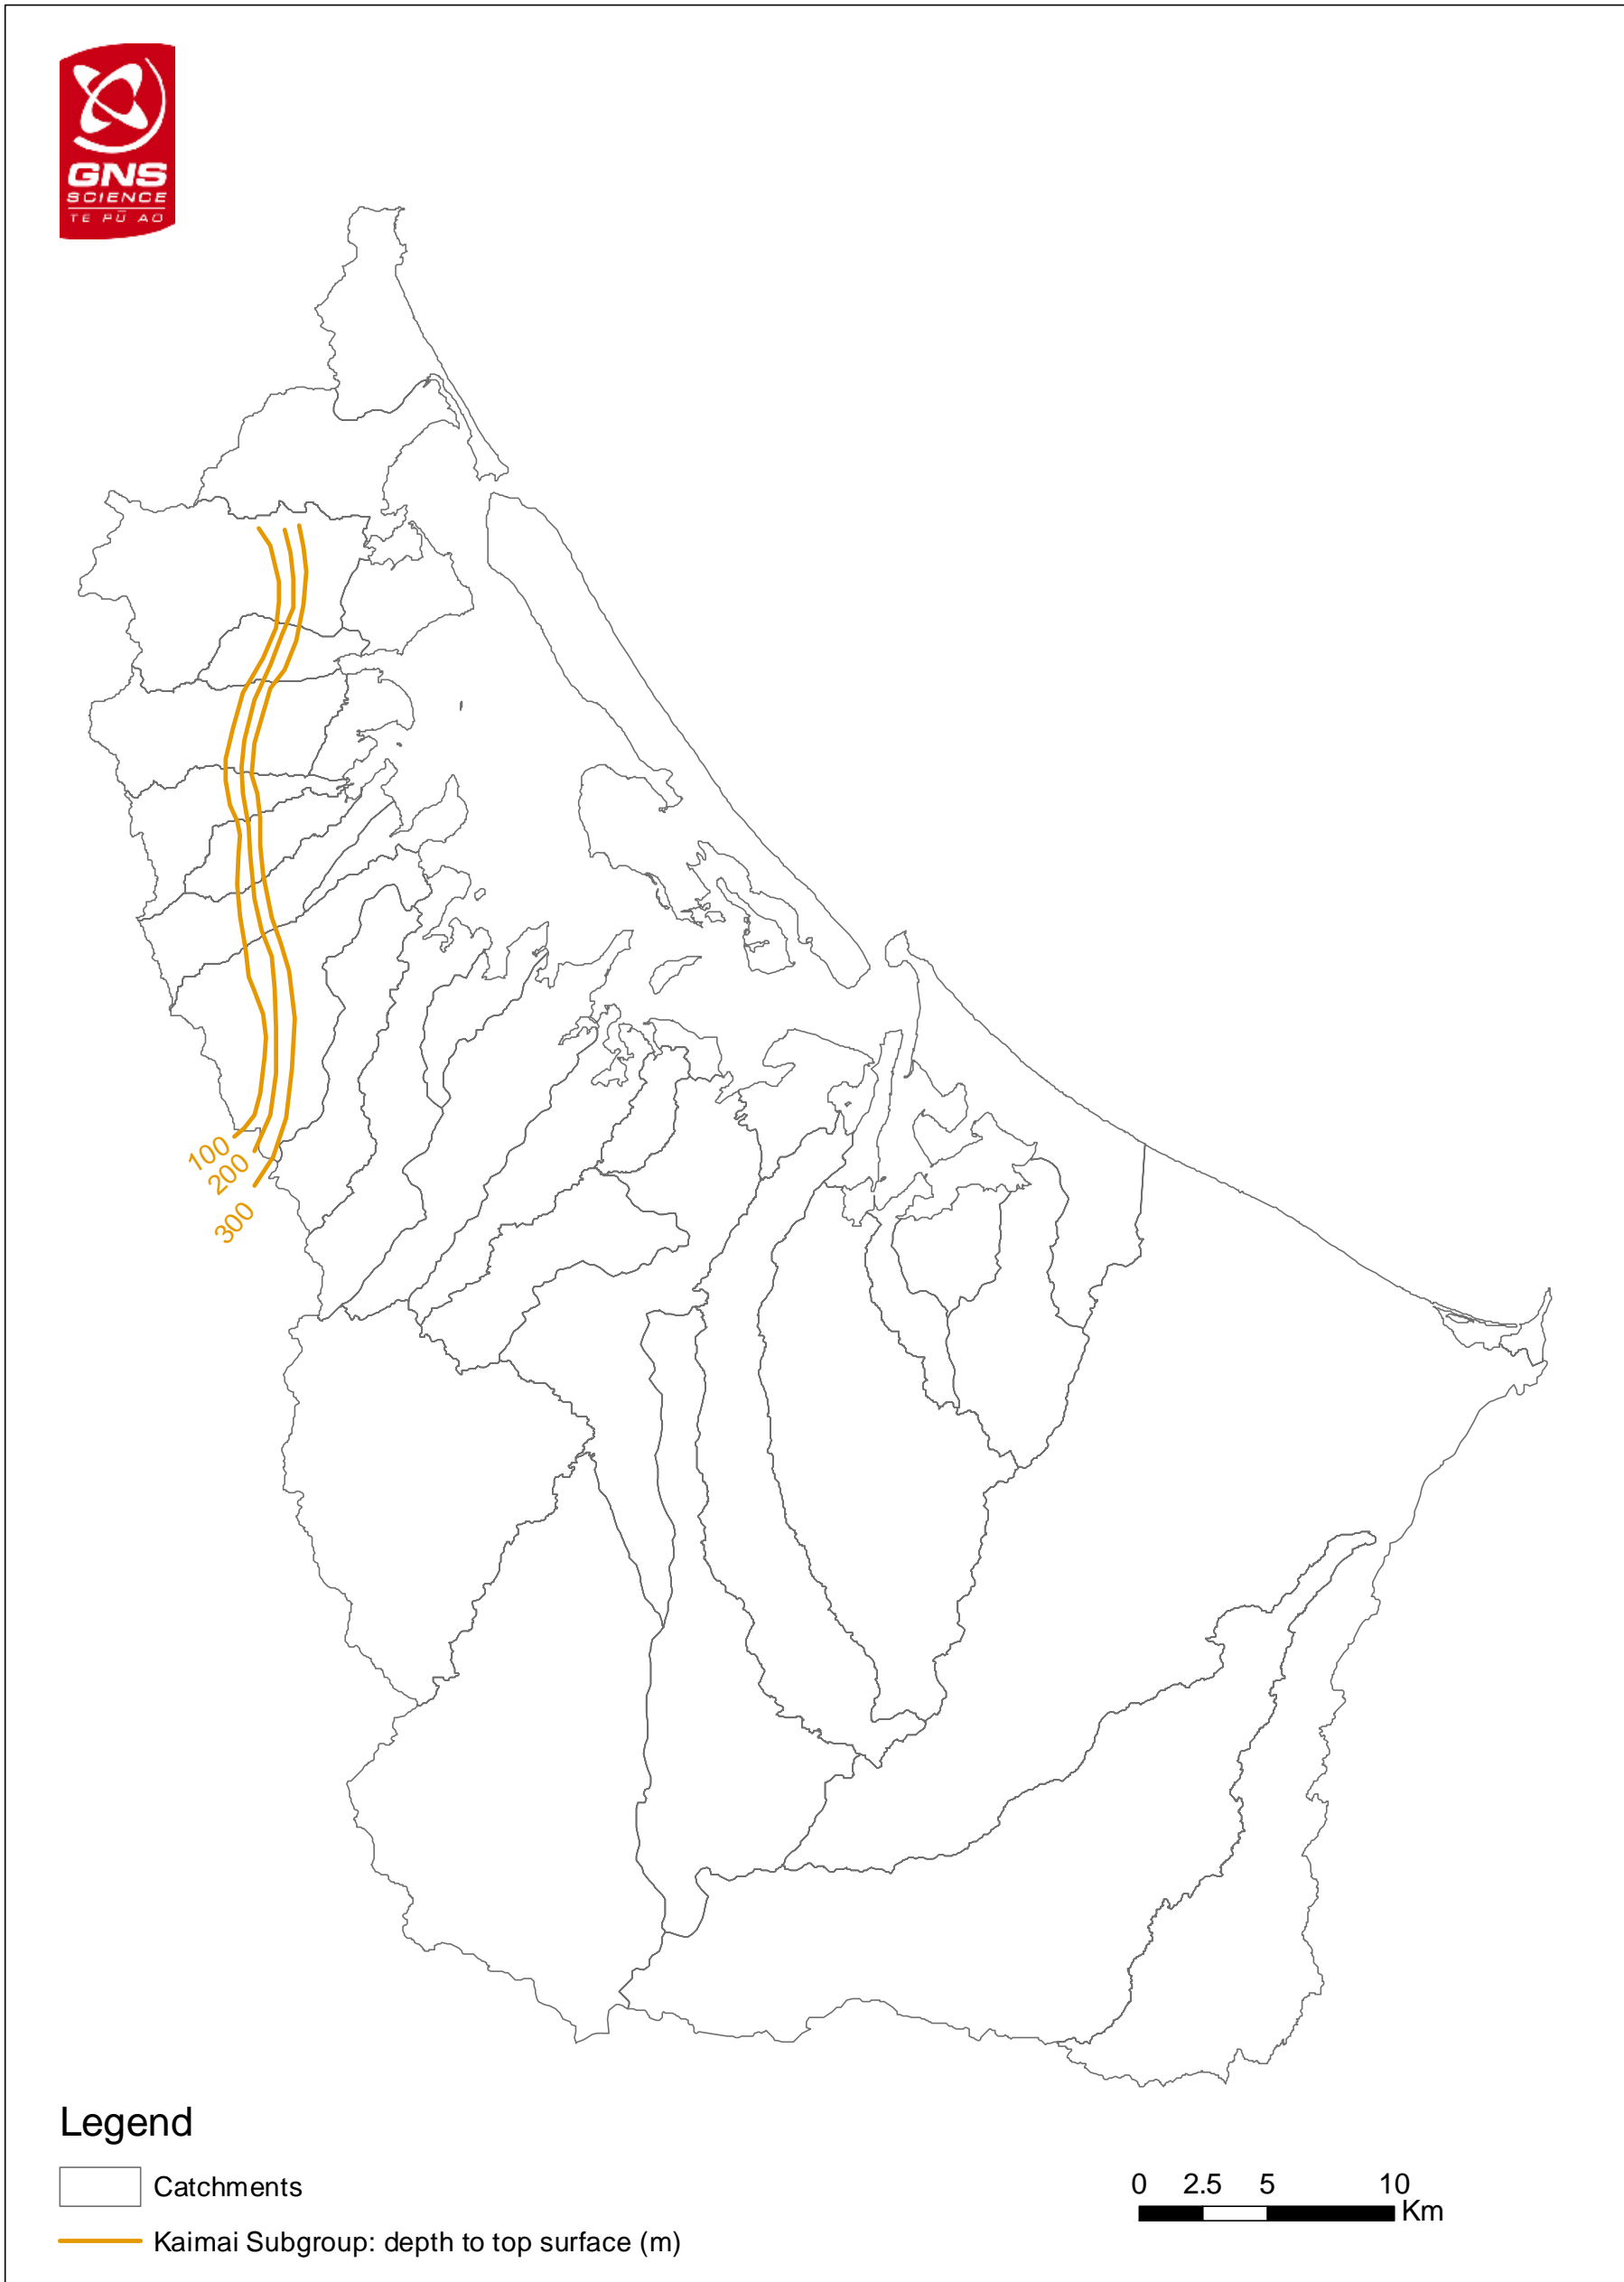 GNS
SCIENCE
TE PŪ AO
100
200
300
Legend
Catchments
Kaimai Subgroup: depth to top surface (m)
0 2.5 5 10
Km